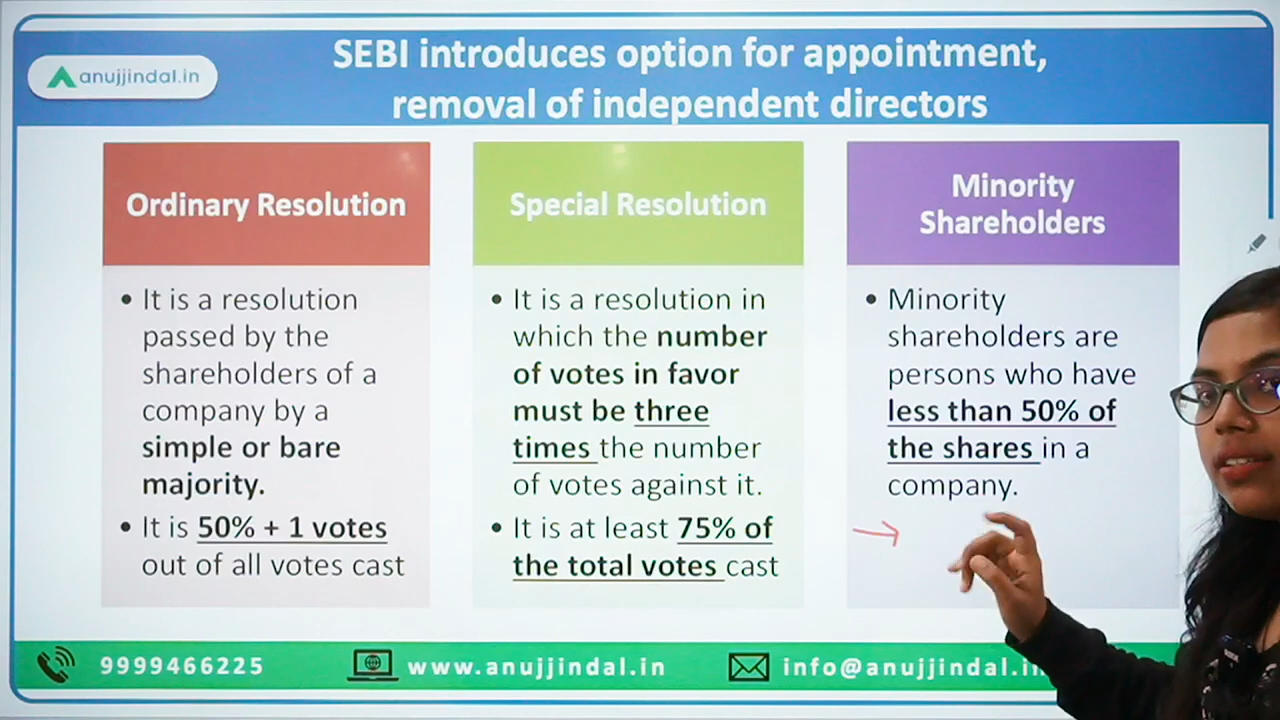 SEBI introduces option for appointment,
removal of independent directors
anujjindal.in
Ordinary Resolution
• It is a resolution
passed by the
shareholders of a
company by a
simple or bare
majority.
• It is 50% + 1 votes
out of all votes cast
Special Resolution
• It is a resolution in
which the number
of votes in favor
must be three
times the number
of votes against it.
• It is at least 75% of
the total votes cast
Minority
Shareholders
• Minority
shareholders are
persons who have
less than 50% of
the shares in a
company.
9999466225
www.anujjindal.in
info@anujjindal.in